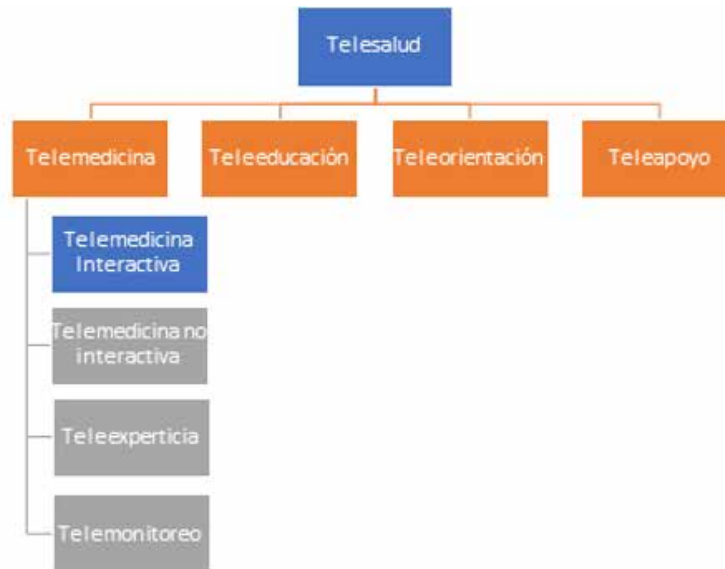 Telesalud
Telemedicina
Teleeducación
Teleorientación
Teleapoyo
Telemedicina
Interactiva
Telemedicina no
interactiva
Teleexperticia
Telemonitoreo